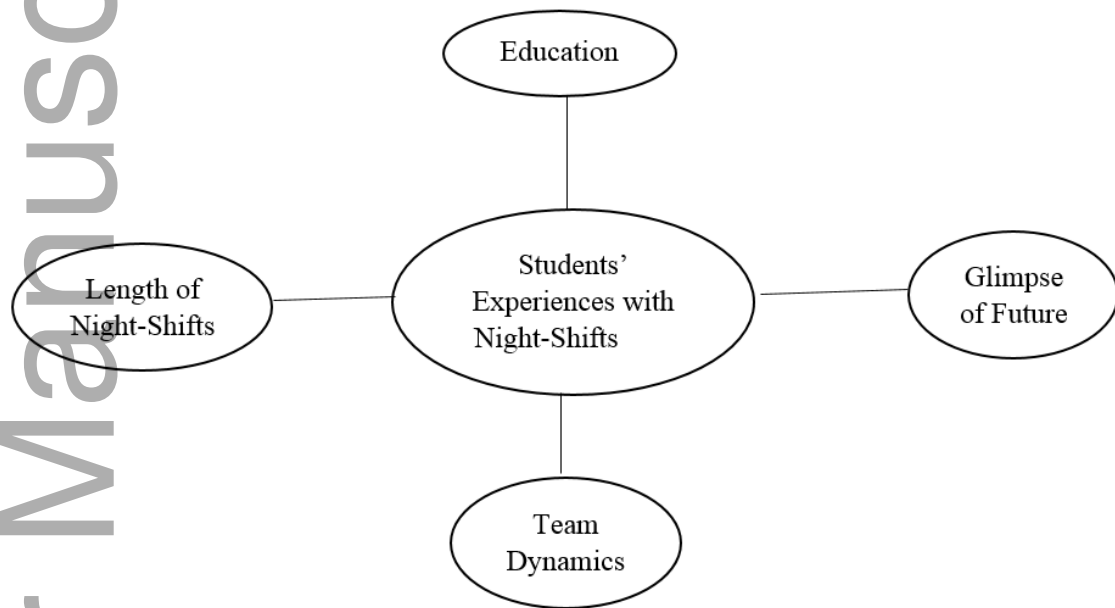 Education
Students’
Experiences with
Night-Shifts
Length of
Night-Shifts
Glimpse
of Future
Team
Dynamics